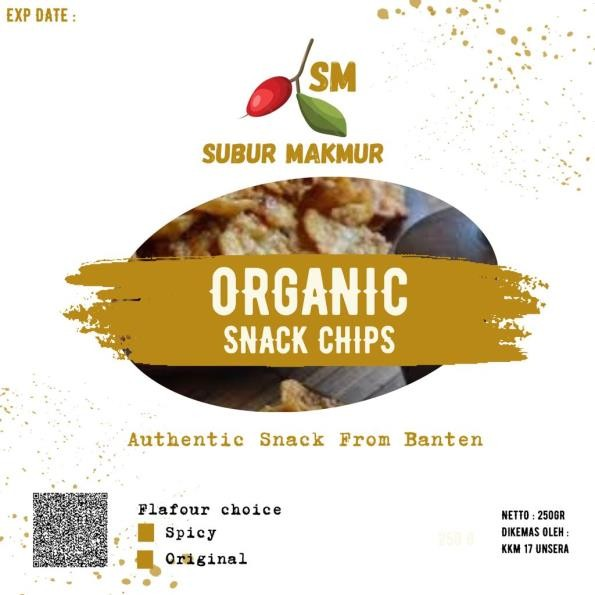 EXP DATE :
SM
SUBUR MAKMUR
ORGANIC
SNACK CHIPS
Authentic Snack From Banten
Flafour choice
Spicy
Original
250 G
NETTO : 250GR
DIKEMAS OLEH :
KKM 17 UNSERA